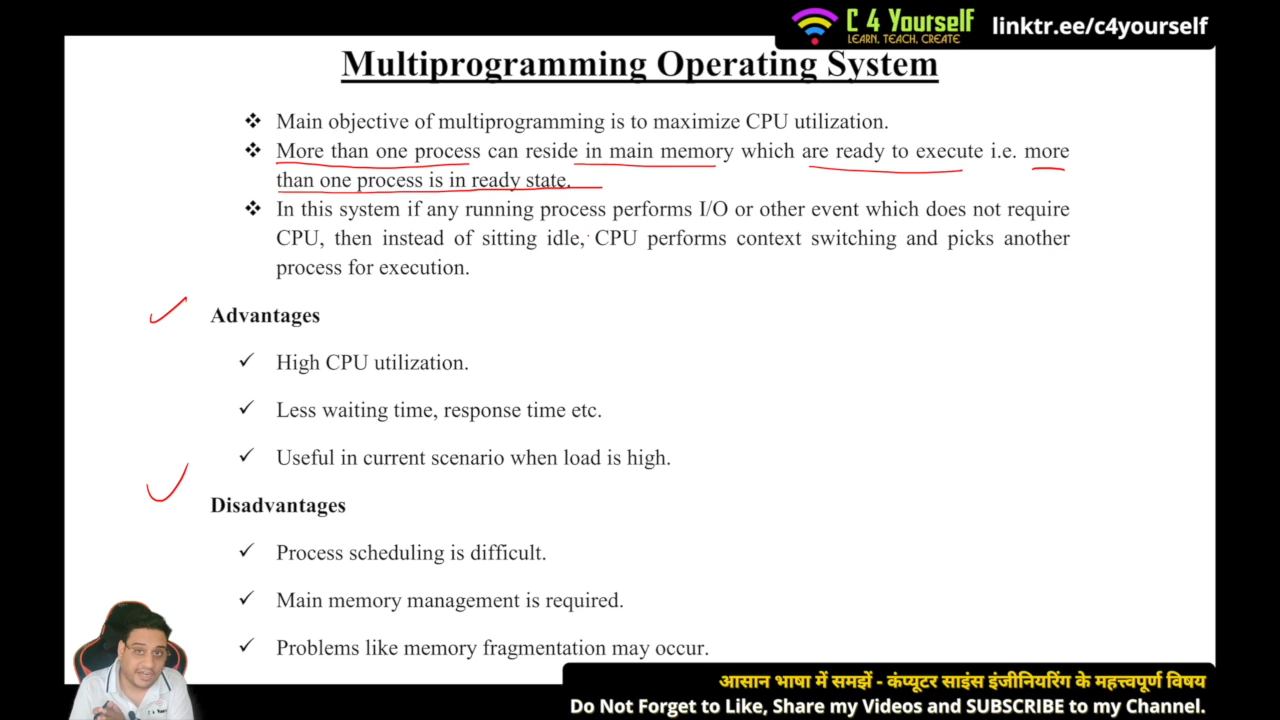 C 4 Yourself
LEARN, TEACH, CREATE
linktr.ee/c4yourself
Multiprogramming Operating System
❖ Main objective of multiprogramming is to maximize CPU utilization.
❖ More than one process can reside in main memory which are ready to execute i.e. more
than one process is in ready state.
❖ In this system if any running process performs I/O or other event which does not require
CPU, then instead of sitting idle, CPU performs context switching and picks another
process for execution.
Advantages
✓ High CPU utilization.
✓ Less waiting time, response time etc.
✓ Useful in current scenario when load is high.
Disadvantages
✓ Process scheduling is difficult.
✓ Main memory management is required.
✓ Problems like memory fragmentation may occur.
आसान भाषा में समझें - कंप्यूटर साइंस इंजीनियरिंग के महत्त्वपूर्ण विषय
Do Not Forget to Like, Share my Videos and SUBSCRIBE to my Channel.